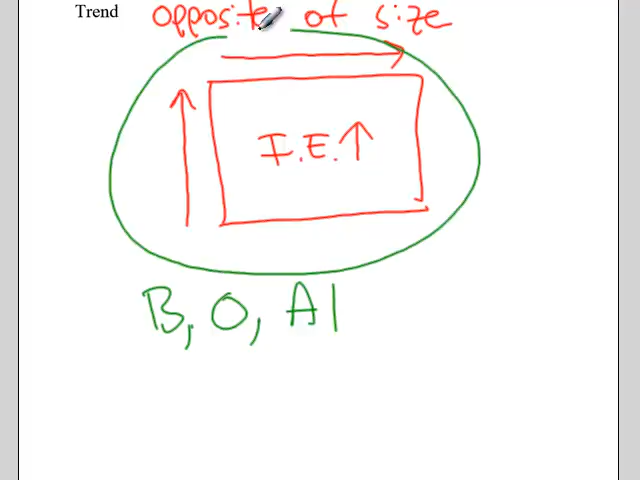 Trend opposite of size
I.E.↑
B, O, Al